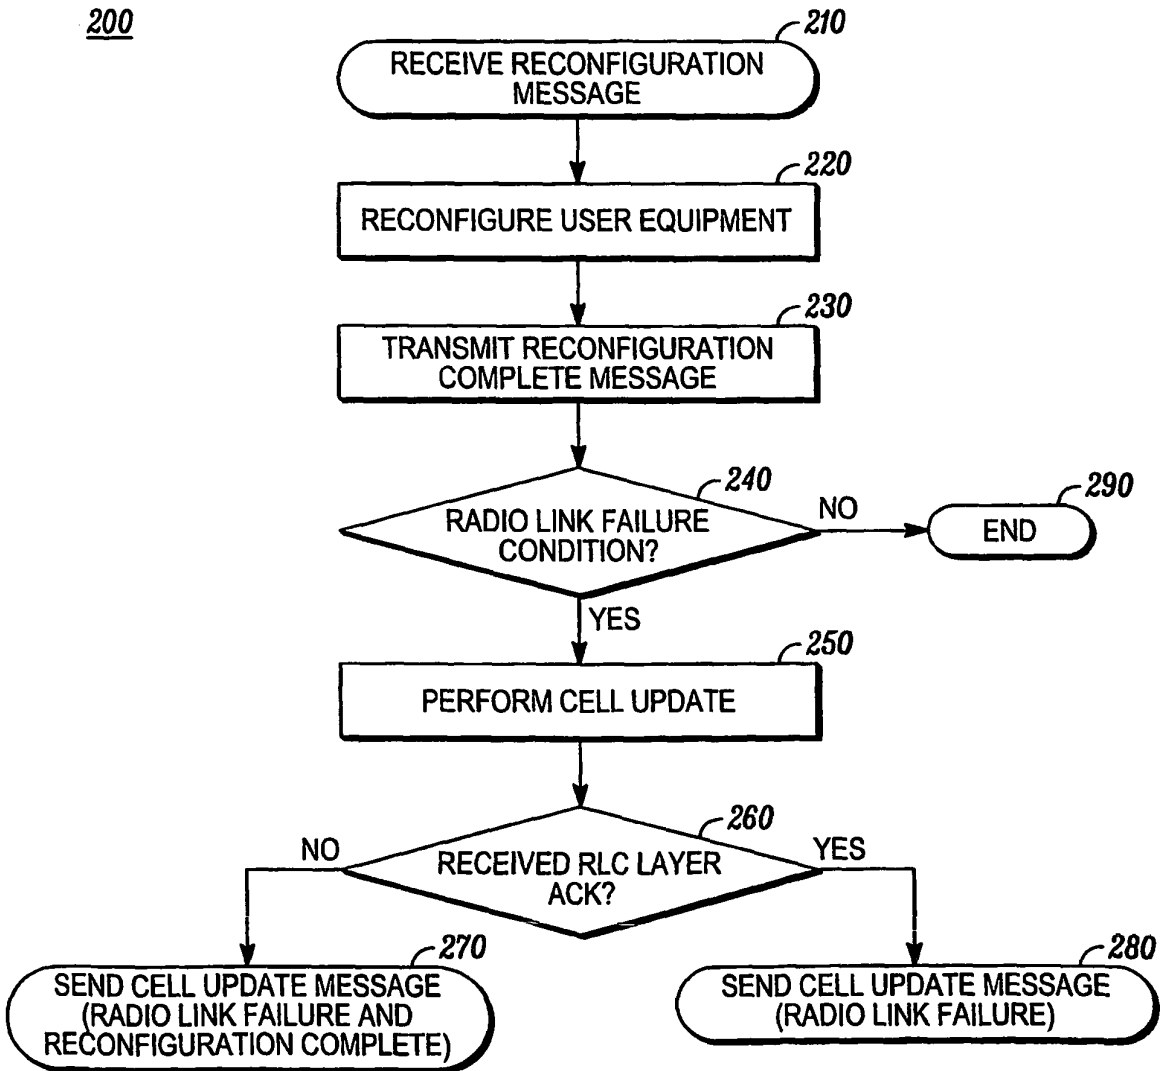 200
210
RECEIVE RECONFIGURATION
MESSAGE
220
RECONFIGURE USER EQUIPMENT
230
TRANSMIT RECONFIGURATION
COMPLETE MESSAGE
240
RADIO LINK FAILURE
CONDITION?
NO
290
END
YES
250
PERFORM CELL UPDATE
260
RECEIVED RLC LAYER
ACK?
NO
YES
270
SEND CELL UPDATE MESSAGE
(RADIO LINK FAILURE AND
RECONFIGURATION COMPLETE)
280
SEND CELL UPDATE MESSAGE
(RADIO LINK FAILURE)